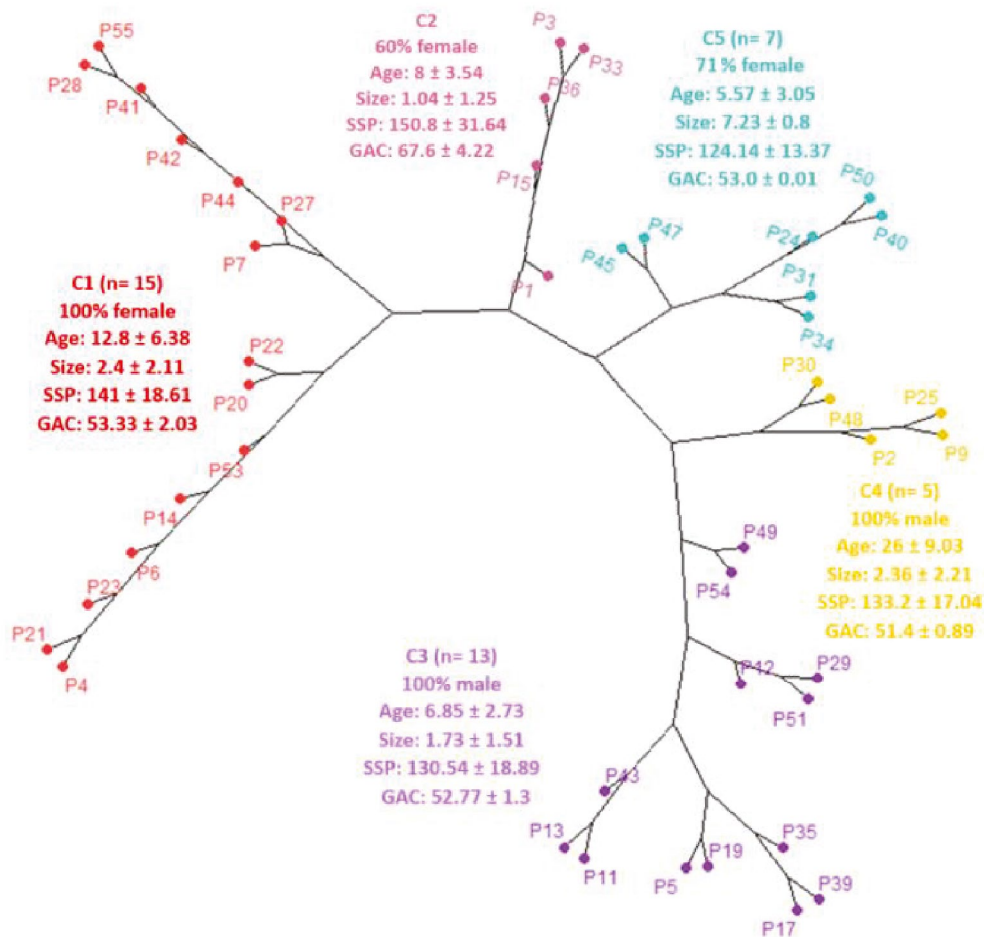 P55
P28
P41
P42
P44
P27
P7
C1 (n= 15)
100% female
Age: 12.8 ± 6.38
Size: 2.4 ± 2.11
SSP: 141 ± 18.61
GAC: 53.33 ± 2.03
P22
P20
P53
P14
P6
P23
P21
P4
C2
60% female
Age: 8 ± 3.54
Size: 1.04 ± 1.25
SSP: 150.8 ± 31.64
GAC: 67.6 ± 4.22
P3
P33
P36
P15
P1
C5 (n= 7)
71% female
Age: 5.57 ± 3.05
Size: 7.23 ± 0.8
SSP: 124.14 ± 13.37
GAC: 53.0 ± 0.01
P50
P40
P24
P47
P45
P31
P34
P30
P48
P25
P2
P9
C4 (n= 5)
100% male
Age: 26 ± 9.03
Size: 2.36 ± 2.21
SSP: 133.2 ± 17.04
GAC: 51.4 ± 0.89
P49
P54
C3 (n= 13)
100% male
Age: 6.85 ± 2.73
Size: 1.73 ± 1.51
SSP: 130.54 ± 18.89
GAC: 52.77 ± 1.3
P12
P29
P51
P43
P13
P11
P5
P19
P35
P39
P17